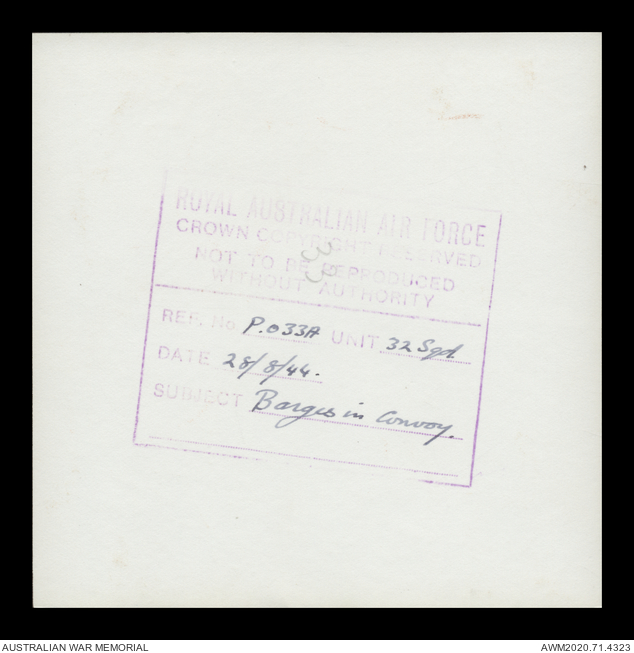 ROYAL AUSTRALIAN AIR FORCE
CROWN COPYRIGHT RESERVED
NOT TO BE REPRODUCED
WITHOUT AUTHORITY
33
REF. No P.033A UNIT 32 Sqd.
DATE 28/8/44.
SUBJECT Barges in Convoy.
AUSTRALIAN WAR MEMORIAL
AWM2020.71.4323